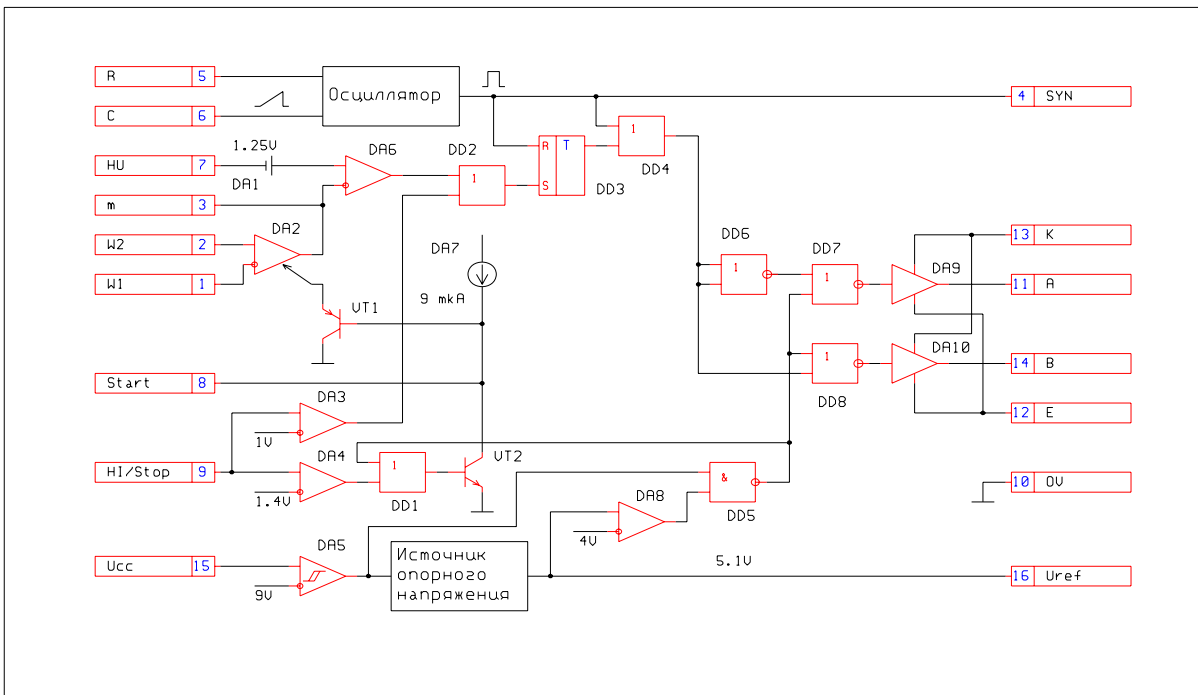 R 5
Осциллятор
4 SYN
C 6
1.25V
HU 7
DA1
DA6
DD2
1
R T
S
DD3
1
DD4
m 3
W2 2
DA2
W1 1
DA7
9 mkA
VT1
DD6
1
DD7
1
DA9
13 K
11 A
Start 8
DA3
1V
1
DD8
DA10
14 B
12 E
HI/Stop 9
DA4
1.4V
1
DD1
VT2
&
DD5
DA8
4V
10 0V
Ucc 15
DA5
9V
Источник
опорного
напряжения
5.1V
16 Uref